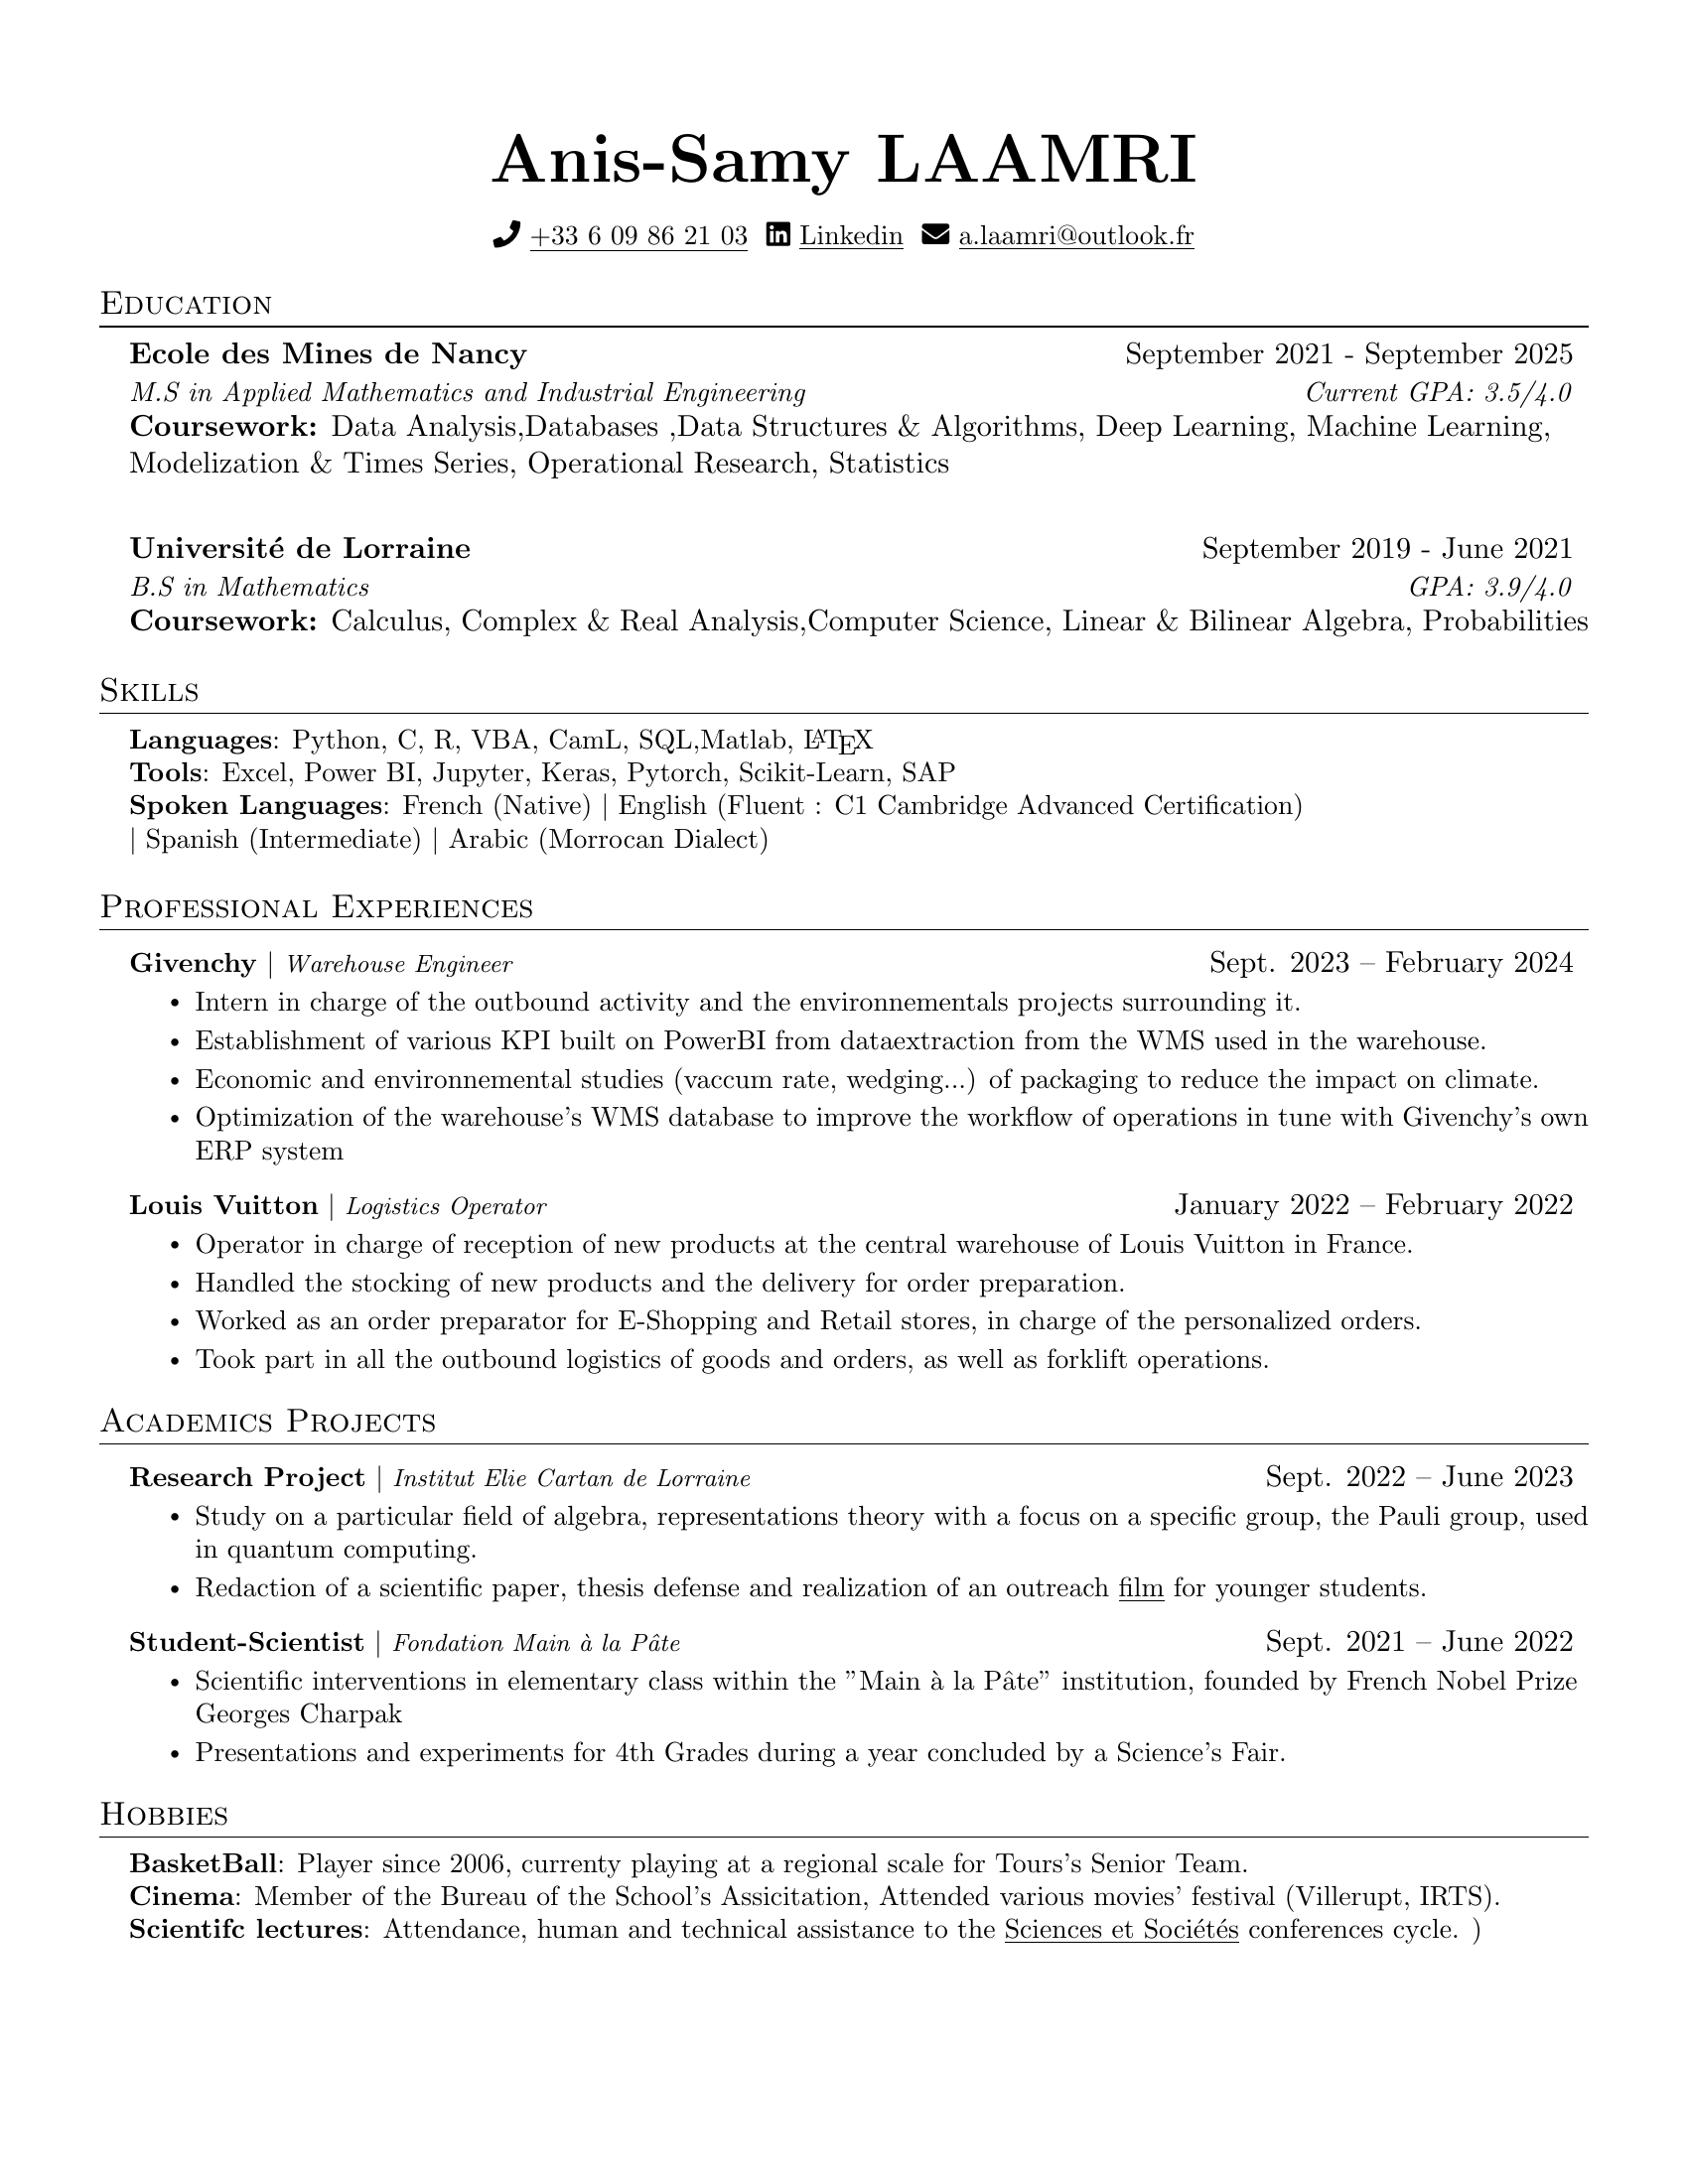 Anis-Samy LAAMRI
+33 6 09 86 21 03 Linkedin a.laamri@outlook.fr
Education
Ecole des Mines de Nancy September 2021 - September 2025
M.S in Applied Mathematics and Industrial Engineering Current GPA: 3.5/4.0
Coursework: Data Analysis,Databases ,Data Structures & Algorithms, Deep Learning, Machine Learning,
Modelization & Times Series, Operational Research, Statistics
Université de Lorraine September 2019 - June 2021
B.S in Mathematics GPA: 3.9/4.0
Coursework: Calculus, Complex & Real Analysis,Computer Science, Linear & Bilinear Algebra, Probabilities
Skills
Languages: Python, C, R, VBA, CamL, SQL,Matlab, LATEX
Tools: Excel, Power BI, Jupyter, Keras, Pytorch, Scikit-Learn, SAP
Spoken Languages: French (Native) | English (Fluent : C1 Cambridge Advanced Certification)
| Spanish (Intermediate) | Arabic (Morrocan Dialect)
Professional Experiences
Givenchy | Warehouse Engineer Sept. 2023 – February 2024
• Intern in charge of the outbound activity and the environnementals projects surrounding it.
• Establishment of various KPI built on PowerBI from dataextraction from the WMS used in the warehouse.
• Economic and environnemental studies (vaccum rate, wedging...) of packaging to reduce the impact on climate.
• Optimization of the warehouse's WMS database to improve the workflow of operations in tune with Givenchy's own
ERP system
Louis Vuitton | Logistics Operator January 2022 – February 2022
• Operator in charge of reception of new products at the central warehouse of Louis Vuitton in France.
• Handled the stocking of new products and the delivery for order preparation.
• Worked as an order preparator for E-Shopping and Retail stores, in charge of the personalized orders.
• Took part in all the outbound logistics of goods and orders, as well as forklift operations.
Academics Projects
Research Project | Institut Elie Cartan de Lorraine Sept. 2022 – June 2023
• Study on a particular field of algebra, representations theory with a focus on a specific group, the Pauli group, used
in quantum computing.
• Redaction of a scientific paper, thesis defense and realization of an outreach film for younger students.
Student-Scientist | Fondation Main à la Pâte Sept. 2021 – June 2022
• Scientific interventions in elementary class within the "Main à la Pâte" institution, founded by French Nobel Prize
Georges Charpak
• Presentations and experiments for 4th Grades during a year concluded by a Science's Fair.
Hobbies
BasketBall: Player since 2006, currenty playing at a regional scale for Tours's Senior Team.
Cinema: Member of the Bureau of the School's Assicitation, Attended various movies' festival (Villerupt, IRTS).
Scientifc lectures: Attendance, human and technical assistance to the Sciences et Sociétés conferences cycle. )